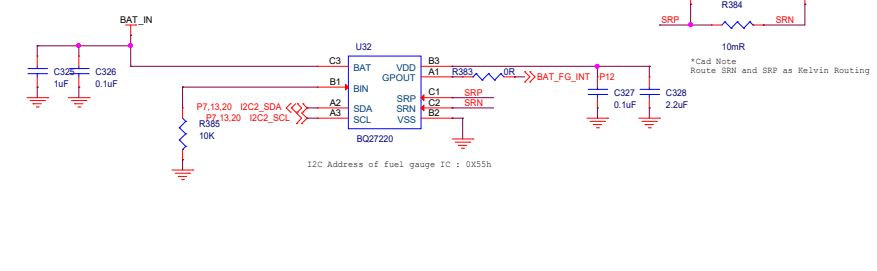 R384
BAT_IN
SRP
SRN
10mR
U32
*Cad Note
Route SRN and SRP as Kelvin Routing
C325
1uF
C326
0.1uF
C3
BAT
VDD
B3
GPOUT
A1
R383
0R
BAT_FG_INT
P12
B1
BIN
SRP
C1
SRP
SRN
C2
SRN
C327
0.1uF
C328
2.2uF
P7,13,20 I2C2_SDA
A2
SDA
P7,13,20 I2C2_SCL
A3
SCL
VSS
B2
R385
10K
BQ27220
I2C Address of fuel gauge IC : 0X55h